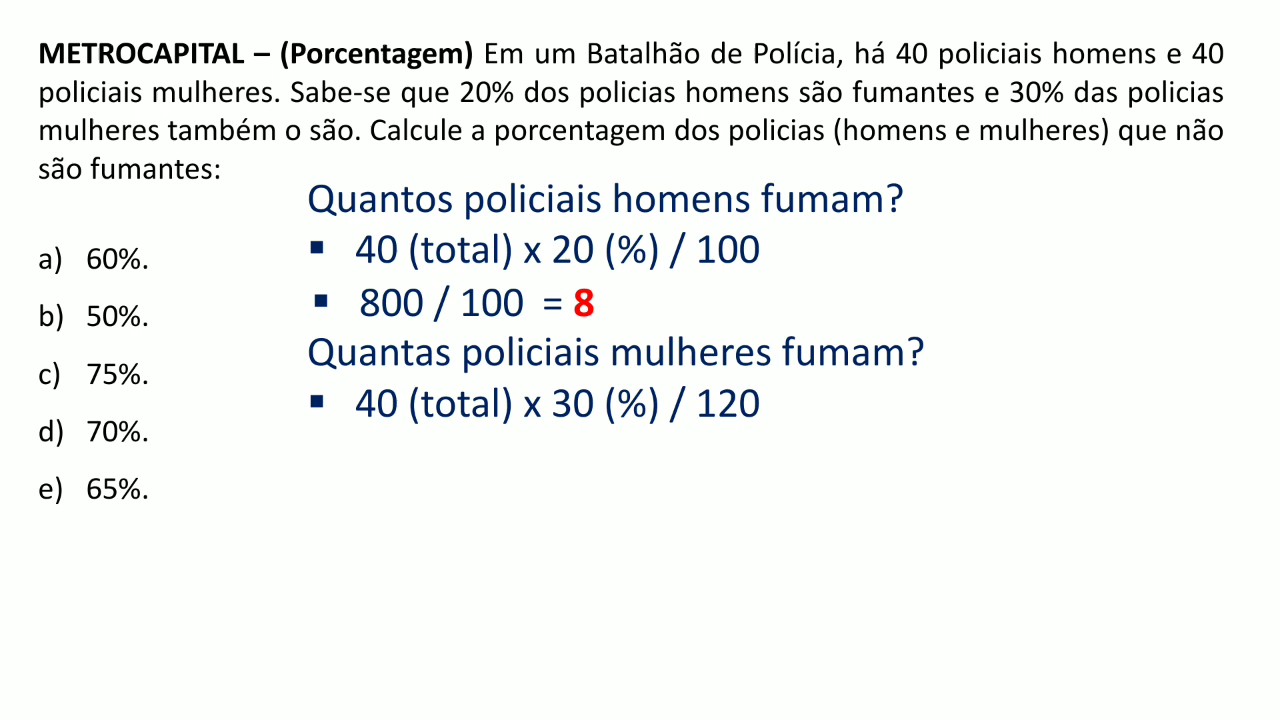 METROCAPITAL – (Porcentagem) Em um Batalhão de Polícia, há 40 policiais homens e 40
policiais mulheres. Sabe-se que 20% dos policias homens são fumantes e 30% das policias
mulheres também o são. Calcule a porcentagem dos policias (homens e mulheres) que não
são fumantes:
a) 60%.
b) 50%.
c) 75%.
d) 70%.
e) 65%.
Quantos policiais homens fumam?
▪ 40 (total) x 20 (%) / 100
▪ 800 / 100 = 8
Quantas policiais mulheres fumam?
▪ 40 (total) x 30 (%) / 120